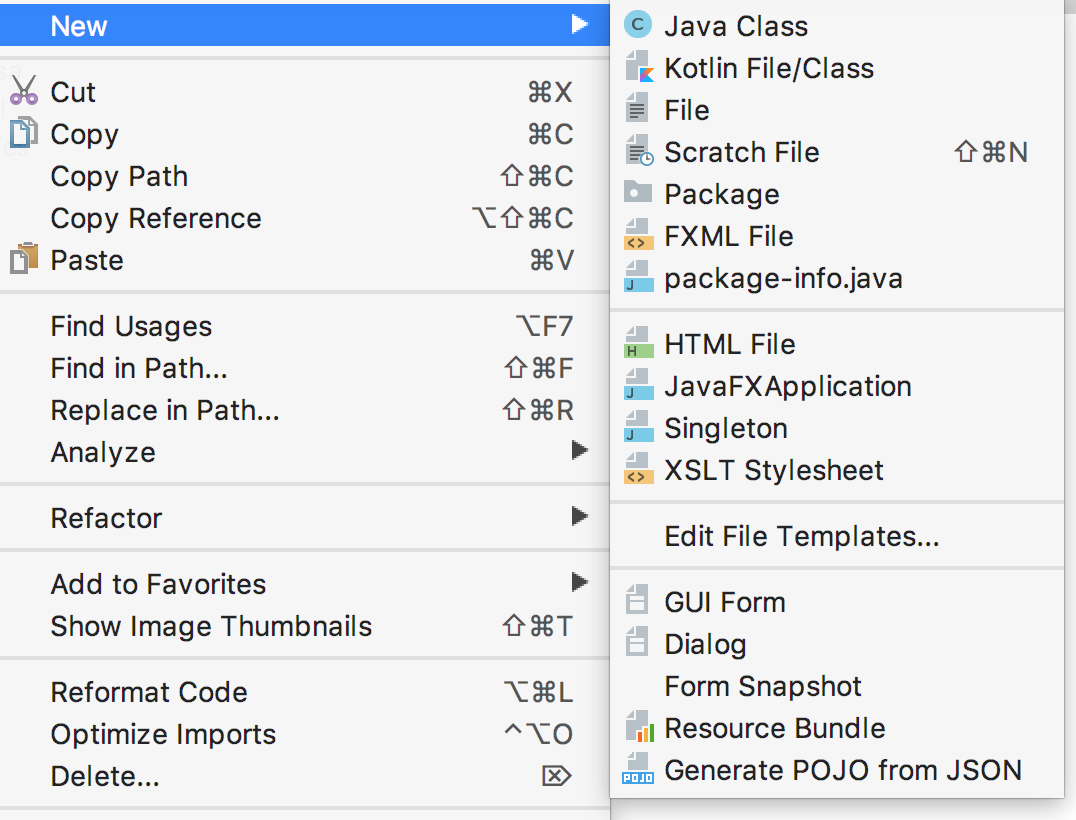 New
Cut ⌘X
Copy ⌘C
Copy Path ⇧⌘C
Copy Reference ⌥⇧⌘C
Paste ⌘V
Find Usages ⌥F7
Find in Path... ⇧⌘F
Replace in Path... ⇧⌘R
Analyze
Refactor
Add to Favorites
Show Image Thumbnails ⇧⌘T
Reformat Code ⌥⌘L
Optimize Imports ^⌥O
Delete... ⌦
C Java Class
Kotlin File/Class
File
Scratch File ⇧⌘N
Package
<> FXML File
J package-info.java
H HTML File
J JavaFXApplication
J Singleton
<> XSLT Stylesheet
Edit File Templates...
GUI Form
Dialog
Form Snapshot
Resource Bundle
POJO Generate POJO from JSON